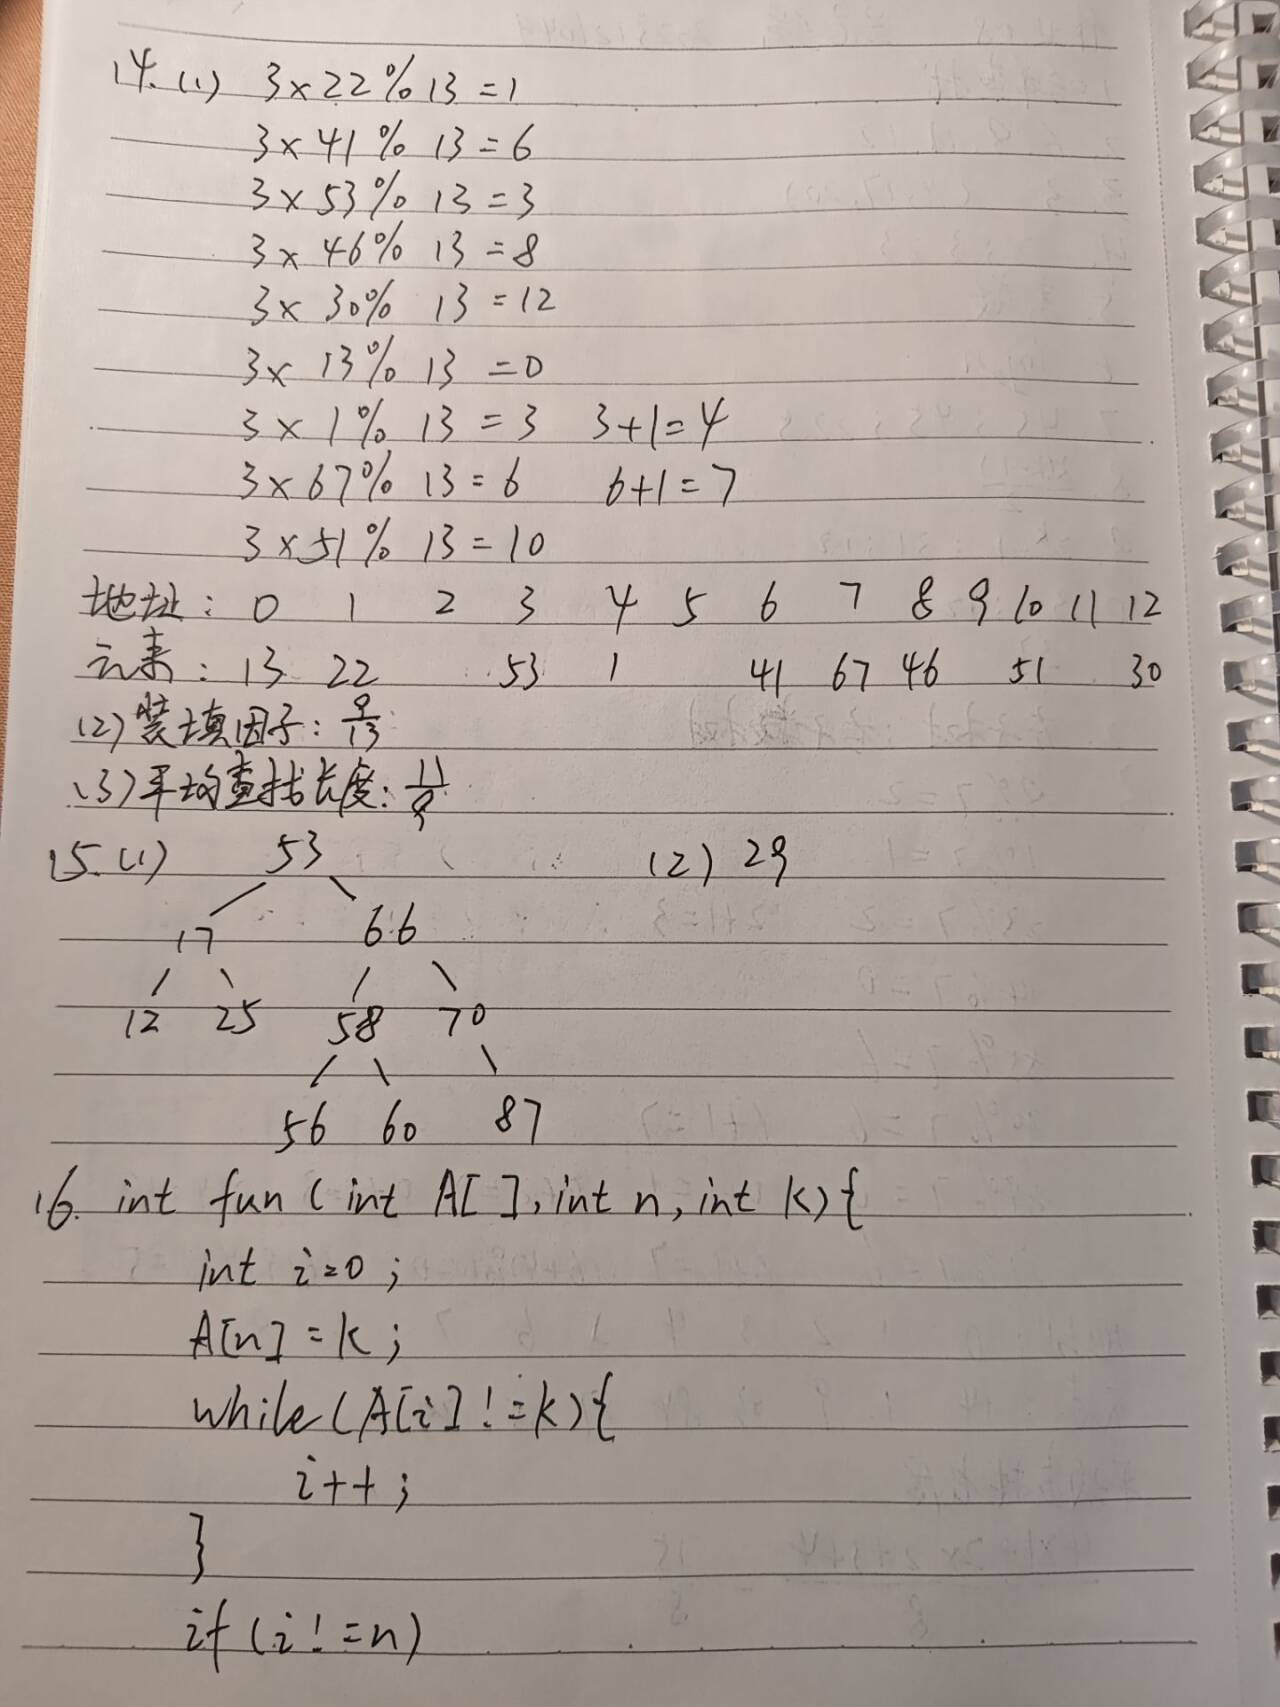 14. (1) 3×22%13=1
3×41% 13=6
3×53% 13=3
3×46% 13=8
3×30% 13=12
3×13% 13=0
3×1% 13=3 3+1=4
3×67% 13=6 6+1=7
3×51% 13=10
地址: 0 1 2 3 4 5 6 7 8 9 10 11 12
元素: 13 22 53 1 41 67 46 51 30
(2) 装填因子: 9/13
(3) 平均查找长度: 11/9
15. (1) 53 (2) 29
17 66
12 25 58 70
56 60 87
16. int fun (int A[], int n, int k){
int i=0;
A[n]=k;
while(A[i]!=k){
i++;
}
if(i!=n)